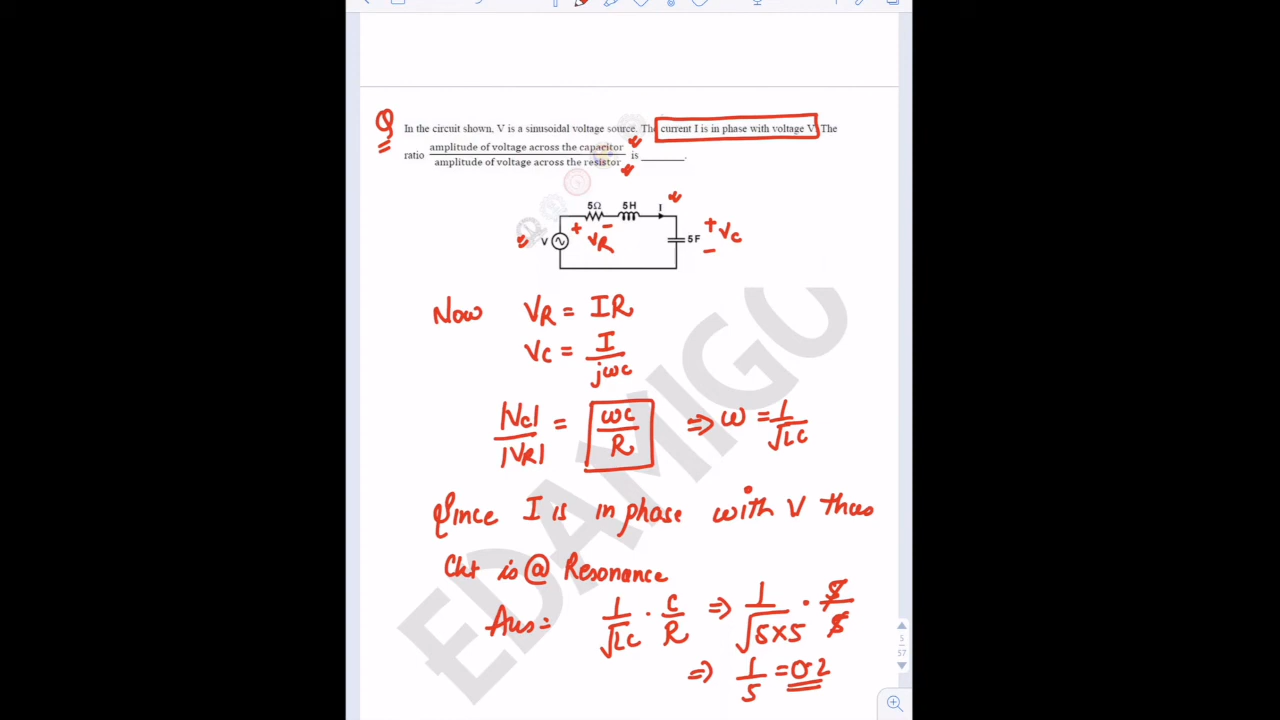 Q In the circuit shown, V is a sinusoidal voltage source. The current I is in phase with voltage V. The
ratio amplitude of voltage across the capacitor / amplitude of voltage across the resistor is ______.
5Ω 5H I
+ VR -
V
5F
+ Vc -
Now VR = IR
Vc = I / jωc
|Vc| / |VR| = ωc / R ⇒ ω = 1 / √LC
Since I is in phase with V thus
Ckt is @ Resonance
Ans = 1 / √LC · C / R ⇒ 1 / √5×5 · 5 / 5
⇒ 1 / 5 = 0.2
EDAMIGO
5
57